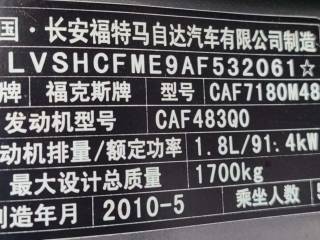 国·长安福特马自达汽车有限公司制造
LVSHCFME9AF532061☆
牌 福克斯牌 型号 CAF7180M48
发动机型号 CAF483Q0
动机排量/额定功率 1.8L/91.4kW
最大设计总质量 1700kg
制造年月 2010-5 乘坐人数 5